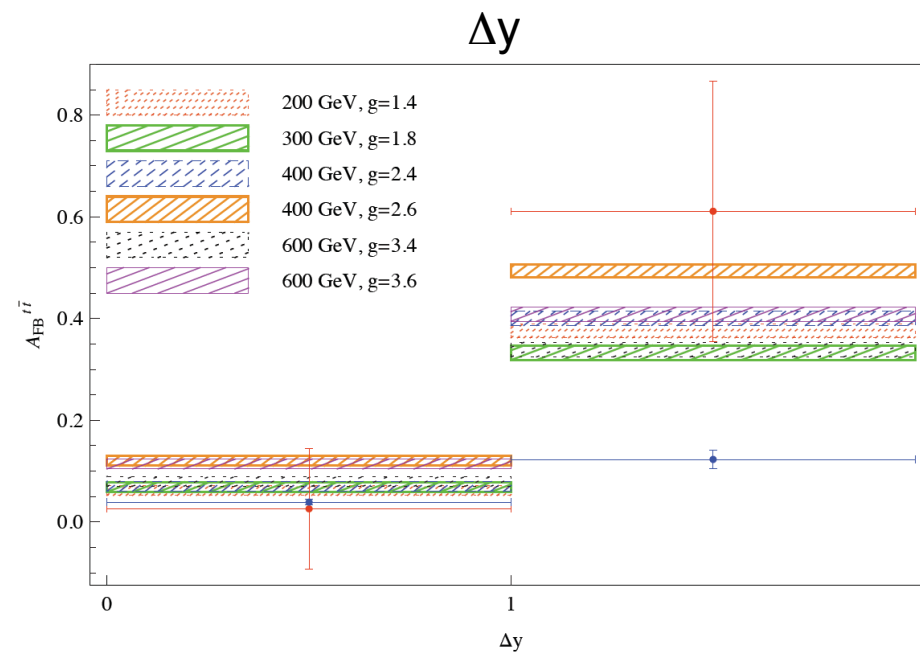 Δy
200 GeV, g=1.4
300 GeV, g=1.8
400 GeV, g=2.4
400 GeV, g=2.6
600 GeV, g=3.4
600 GeV, g=3.6
0.8
0.6
0.4
0.2
0.0
A_FB^{t\bar{t}}
0
1
Δy